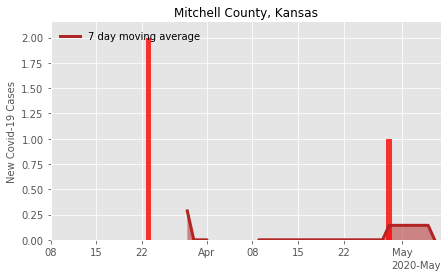 Mitchell County, Kansas
7 day moving average
New Covid-19 Cases
2.00
1.75
1.50
1.25
1.00
0.75
0.50
0.25
0.00
08 15 22 Apr 08 15 22 May
2020-May